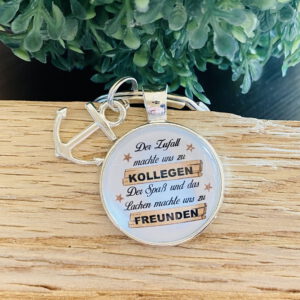 Der Zufall
machte uns zu
KOLLEGEN
Der Spaß und das
Lachen machte uns zu
FREUNDEN